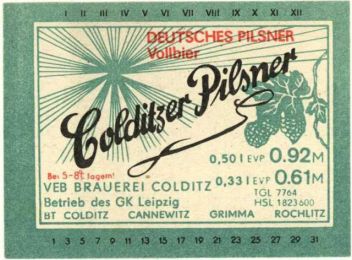 I II III IV V VI VII VIII IX X XI XII
DEUTSCHES PILSNER
Vollbier
Colditzer Pilsner
Bei 5-8°C lagern!
0,50 l EVP 0.92M
VEB BRAUEREI COLDITZ 0,33 l EVP 0.61M
Betrieb des GK Leipzig
TGL 7764
HSL 1823600
BT COLDITZ CANNEWITZ GRIMMA ROCHLITZ
1 3 5 7 9 11 13 15 17 19 21 23 25 27 29 31